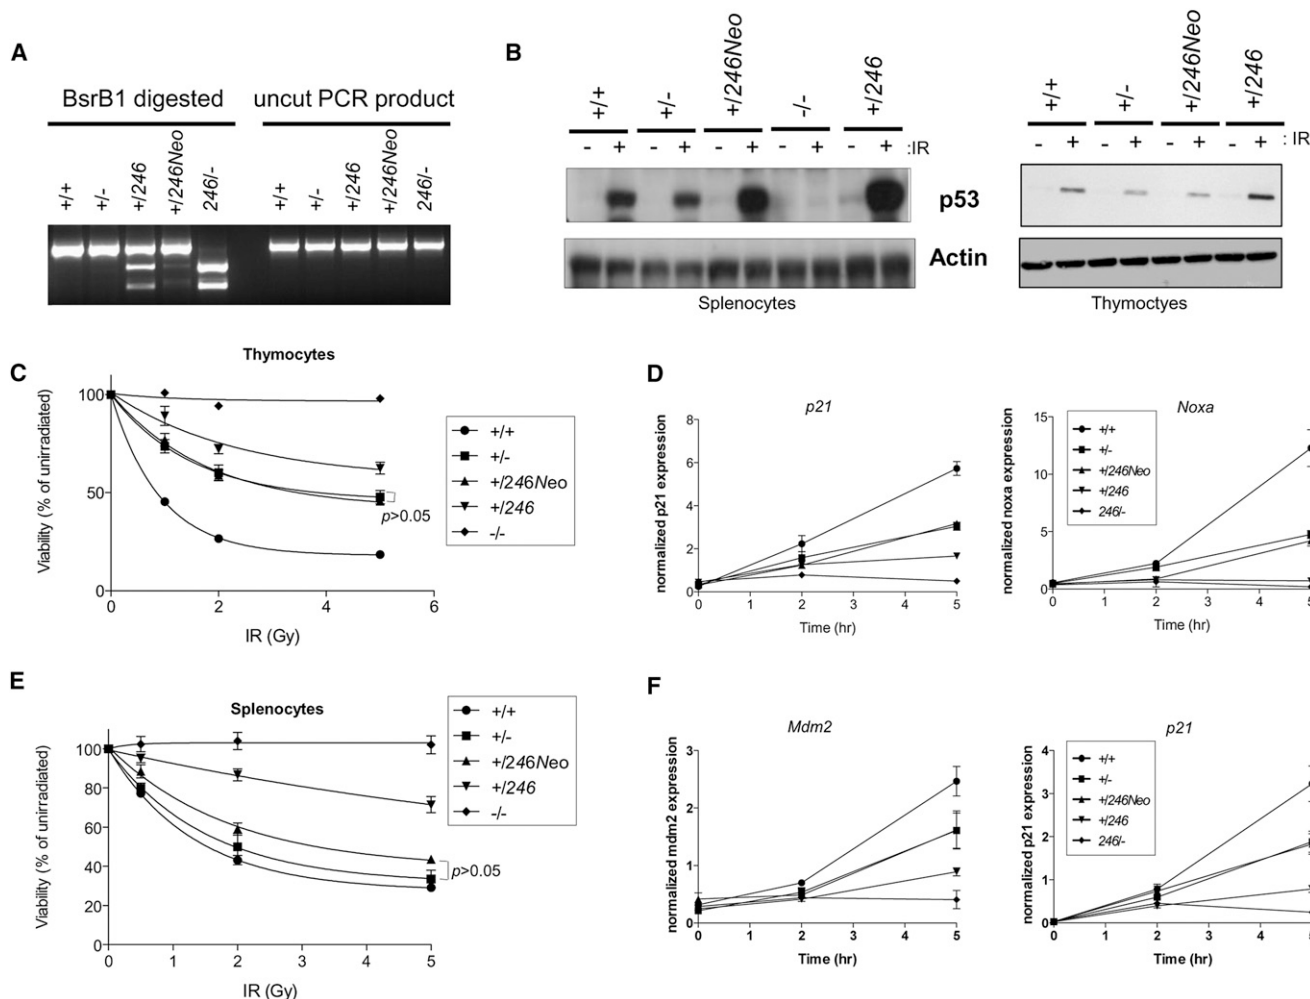 A
BsrB1 digested uncut PCR product
+/+ +/- +/246 +/246Neo 246/- +/+ +/- +/246 +/246Neo 246/-
B
+/+ +/- +/246Neo -/- +/246
- + - + - + - + - + :IR
p53
Actin
Splenocytes
+/+ +/- +/246Neo +/246
- + - + - + - + : IR
Thymoctyes
C
Thymocytes
Viability (% of unirradiated)
100
50
0
0 2 4 6
IR (Gy)
p>0.05
+/+
+/-
+/246Neo
+/246
-/-
D
p21
normalized p21 expression
8
6
4
2
0
0 1 2 3 4 5
Time (hr)
Noxa
normalized noxa expression
15
10
5
0
0 1 2 3 4 5
Time (hr)
+/+
+/-
+/246Neo
+/246
246/-
E
Splenocytes
Viability (% of unirradiated)
100
80
60
40
20
0
0 1 2 3 4 5
IR (Gy)
p>0.05
+/+
+/-
+/246Neo
+/246
-/-
F
Mdm2
normalized mdm2 expression
3
2
1
0
0 1 2 3 4 5
Time (hr)
p21
normalized p21 expression
4
3
2
1
0
0 1 2 3 4 5
Time (hr)
+/+
+/-
+/246Neo
+/246
246/-